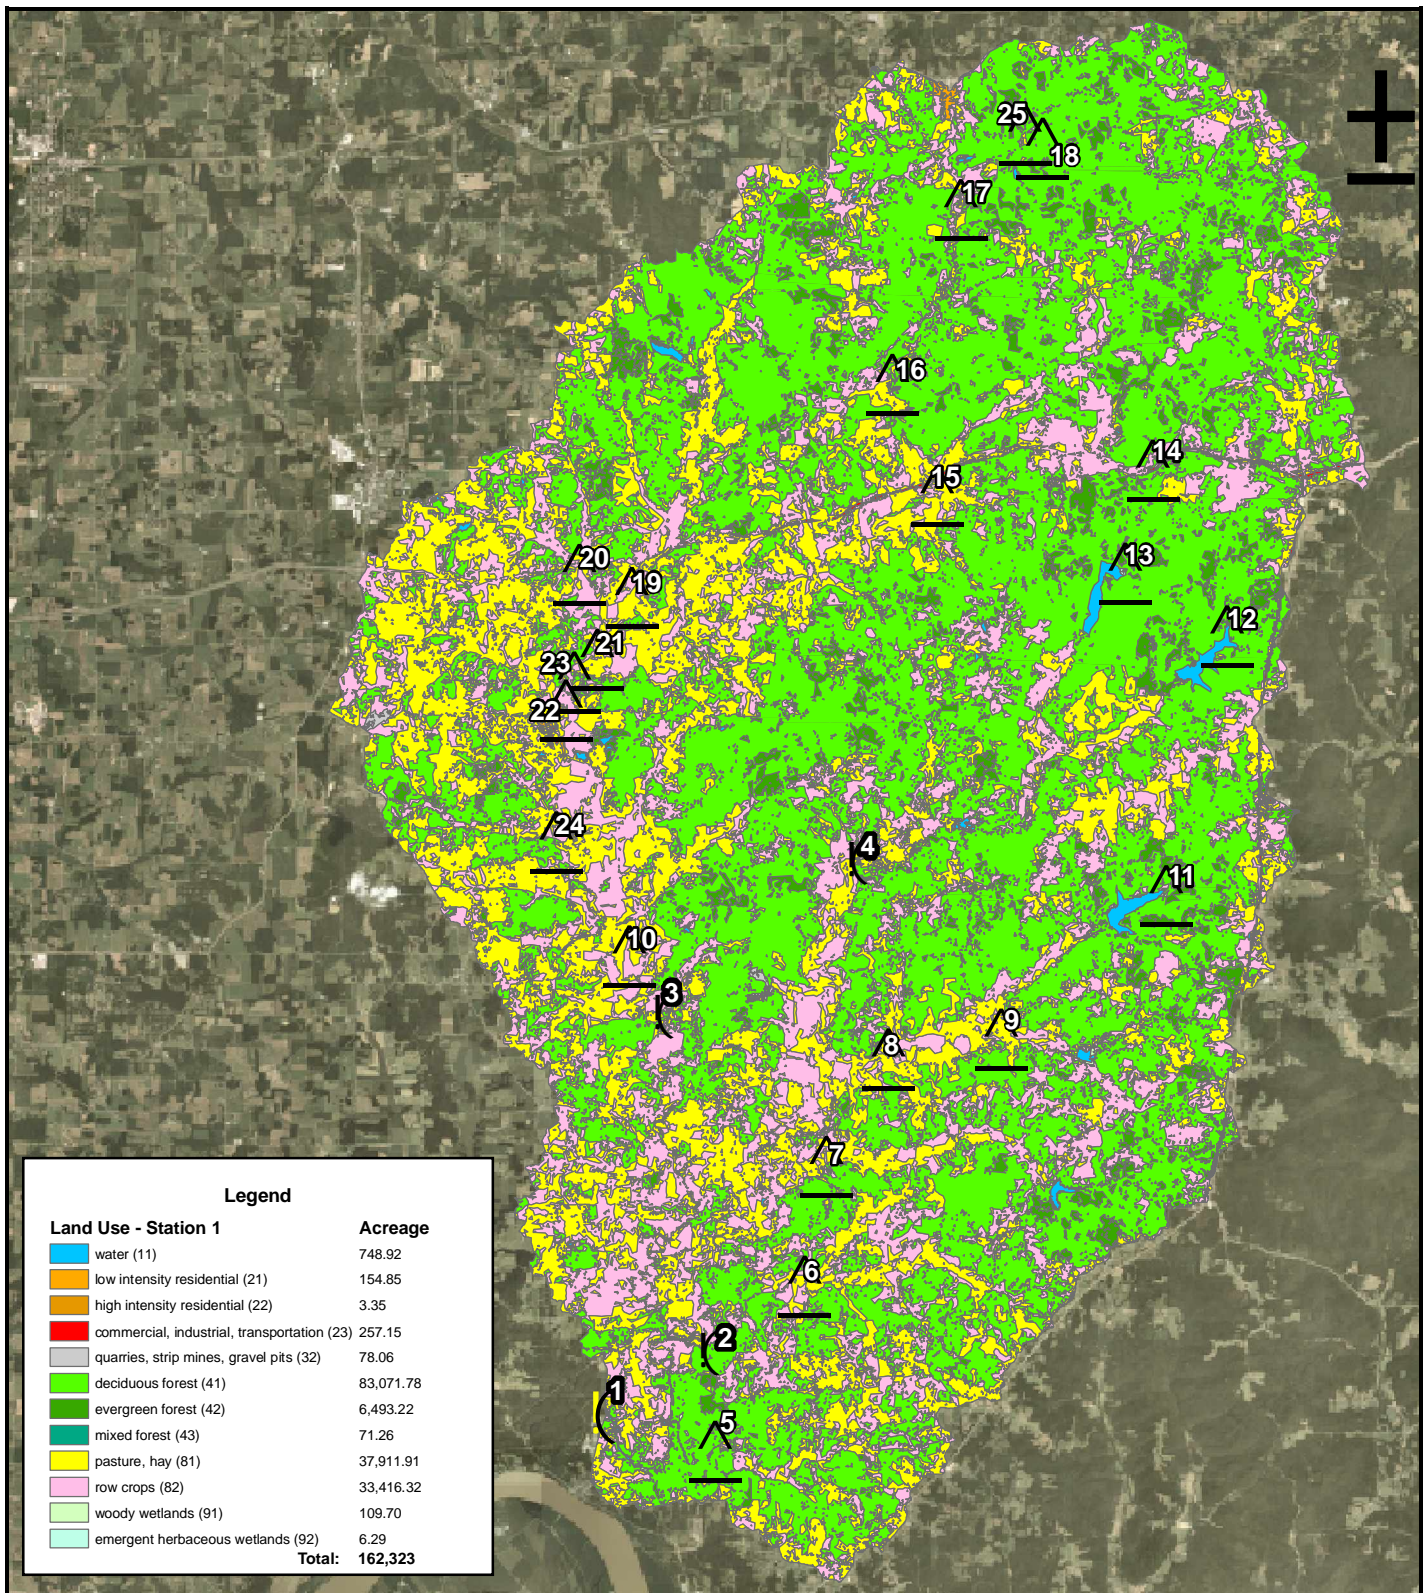 25
18
17
16
14
15
13
20
19
12
21
23
22
24
4
11
10
3
9
8
7
6
2
1
5
Legend
Land Use - Station 1 Acreage
water (11) 748.92
low intensity residential (21) 154.85
high intensity residential (22) 3.35
commercial, industrial, transportation (23) 257.15
quarries, strip mines, gravel pits (32) 78.06
deciduous forest (41) 83,071.78
evergreen forest (42) 6,493.22
mixed forest (43) 71.26
pasture, hay (81) 37,911.91
row crops (82) 33,416.32
woody wetlands (91) 109.70
emergent herbaceous wetlands (92) 6.29
Total: 162,323